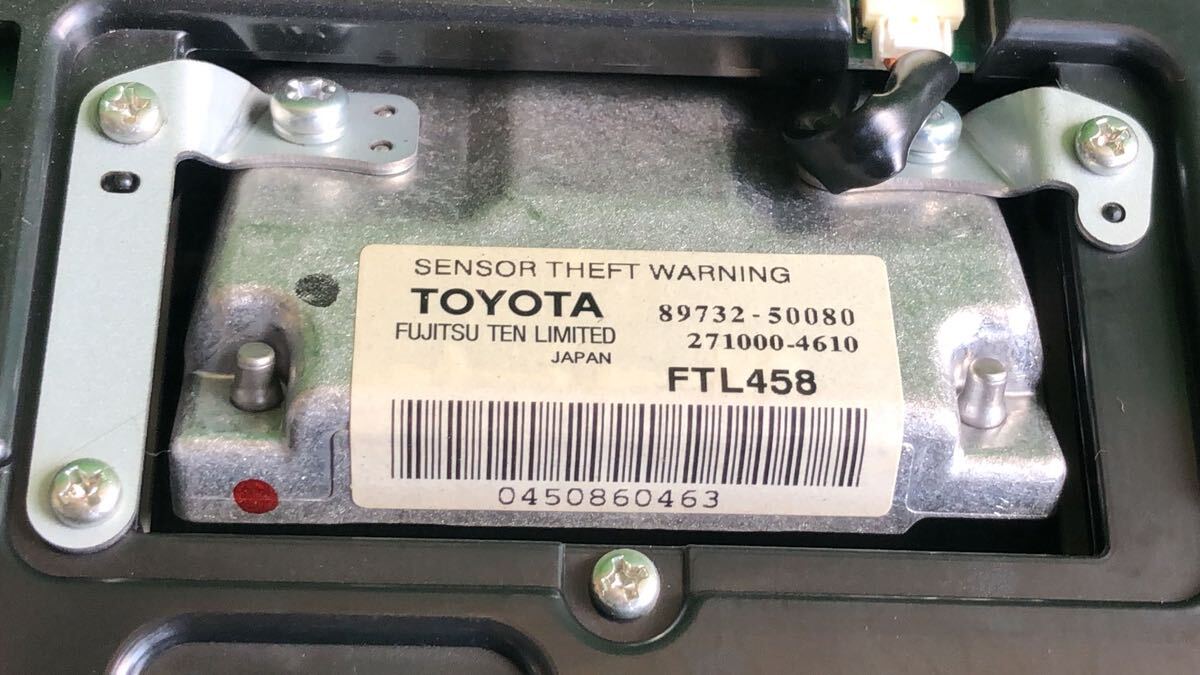 SENSOR THEFT WARNING
TOYOTA 89732-50080
FUJITSU TEN LIMITED 271000-4610
JAPAN
FTL458
0450860463